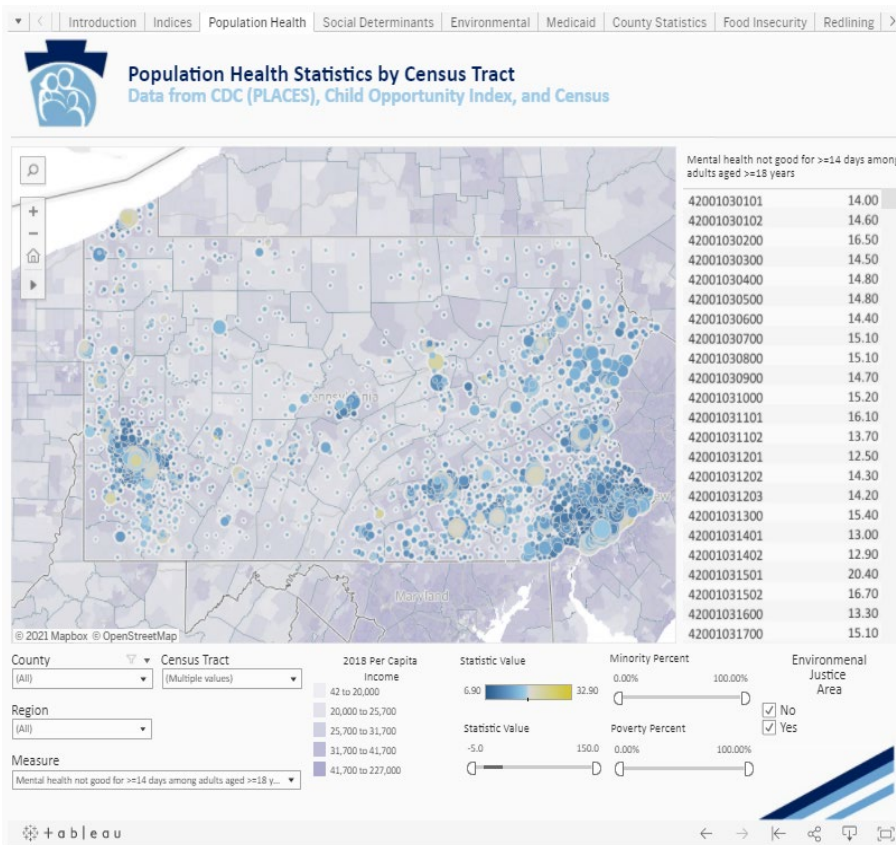 Introduction
Indices
Population Health
Social Determinants
Environmental
Medicaid
County Statistics
Food Insecurity
Redlining
Population Health Statistics by Census Tract
Data from CDC (PLACES), Child Opportunity Index, and Census
Maryland
© 2021 Mapbox © OpenStreetMap
Mental health not good for >=14 days among
adults aged >=18 years
42001030101 14.00
42001030102 14.60
42001030200 16.50
42001030300 14.50
42001030400 14.80
42001030500 14.80
42001030600 14.40
42001030700 15.10
42001030800 15.10
42001030900 14.70
42001031000 15.20
42001031101 16.10
42001031102 13.70
42001031201 12.50
42001031202 14.30
42001031203 14.20
42001031300 15.40
42001031401 13.00
42001031402 12.90
42001031501 20.40
42001031502 16.70
42001031600 13.30
42001031700 15.10
County
(All)
Census Tract
(Multiple values)
Region
(All)
Measure
Mental health not good for >=14 days among adults aged >=18 y...
2018 Per Capita
Income
42 to 20,000
20,000 to 25,700
25,700 to 31,700
31,700 to 41,700
41,700 to 227,000
Statistic Value
6.90 32.90
Statistic Value
-5.0 150.0
Minority Percent
0.00% 100.00%
Poverty Percent
0.00% 100.00%
Environmenal
Justice
Area
No
Yes
+ableau